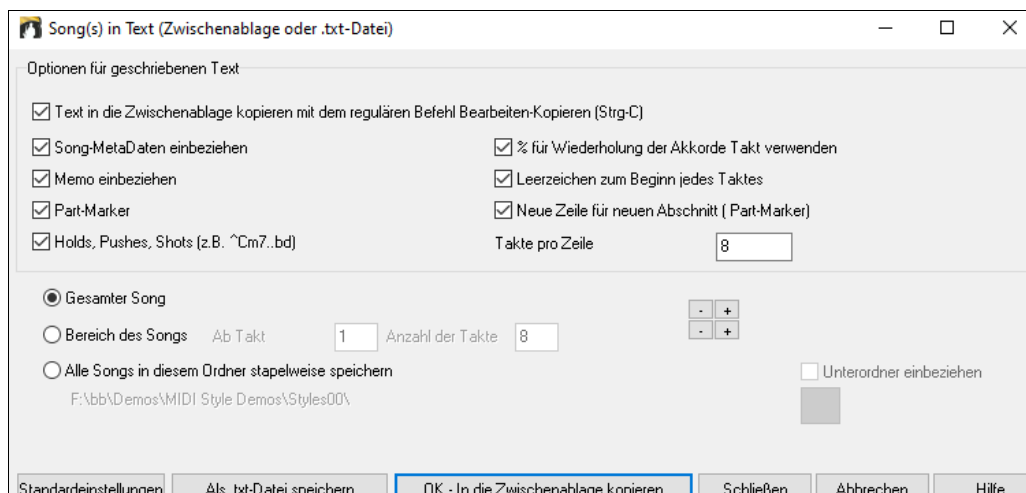 Song(s) in Text (Zwischenablage oder .txt-Datei)
Optionen für geschriebenen Text
Text in die Zwischenablage kopieren mit dem regulären Befehl Bearbeiten-Kopieren (Strg-C)
Song-MetaDaten einbeziehen
% für Wiederholung der Akkorde Takt verwenden
Memo einbeziehen
Leerzeichen zum Beginn jedes Taktes
Part-Marker
Neue Zeile für neuen Abschnitt ( Part-Marker)
Holds, Pushes, Shots (z.B. ^Cm7..bd)
Takte pro Zeile 8
Gesamter Song
- +
Bereich des Songs Ab Takt 1 Anzahl der Takte 8
- +
Alle Songs in diesem Ordner stapelweise speichern
Unterordner einbeziehen
F:\bb\Demos\MIDI Style Demos\Styles00\
Standardeinstellungen Als .txt-Datei speichern OK - In die Zwischenablage kopieren Schließen Abbrechen Hilfe